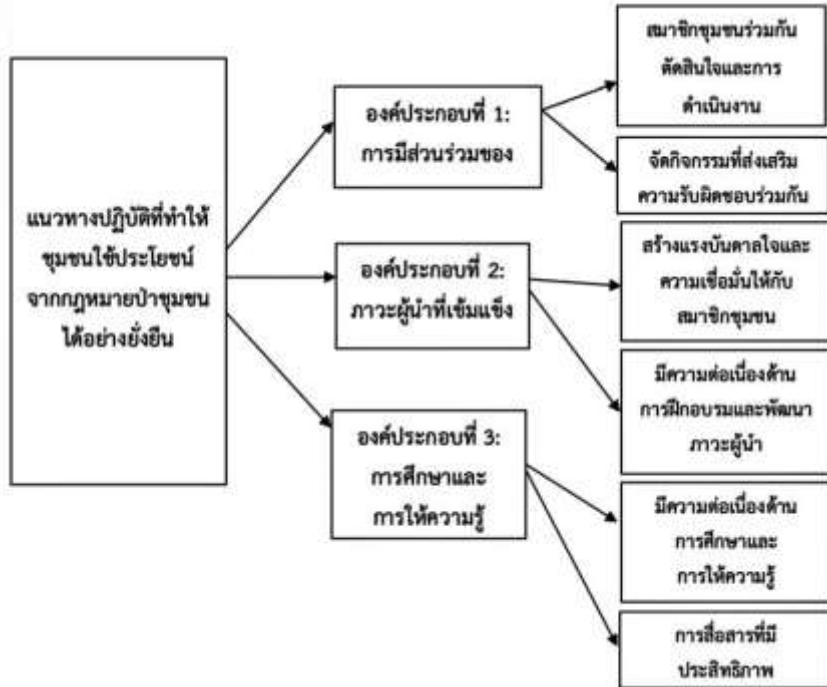 แนวทางปฏิบัติที่ทำให้
ชุมชนใช้ประโยชน์
จากกฎหมายป่าชุมชน
ได้อย่างยั่งยืน
องค์ประกอบที่ 1:
การมีส่วนร่วมของ
สมาชิกชุมชนร่วมกัน
ตัดสินใจและการ
ดำเนินงาน
จัดกิจกรรมที่ส่งเสริม
ความรับผิดชอบร่วมกัน
องค์ประกอบที่ 2:
ภาวะผู้นำที่เข้มแข็ง
สร้างแรงบันดาลใจและ
ความเชื่อมั่นให้กับ
สมาชิกชุมชน
มีความต่อเนื่องด้าน
การฝึกอบรมและพัฒนา
ภาวะผู้นำ
องค์ประกอบที่ 3:
การศึกษาและ
การให้ความรู้
มีความต่อเนื่องด้าน
การศึกษาและ
การให้ความรู้
การสื่อสารที่มี
ประสิทธิภาพ